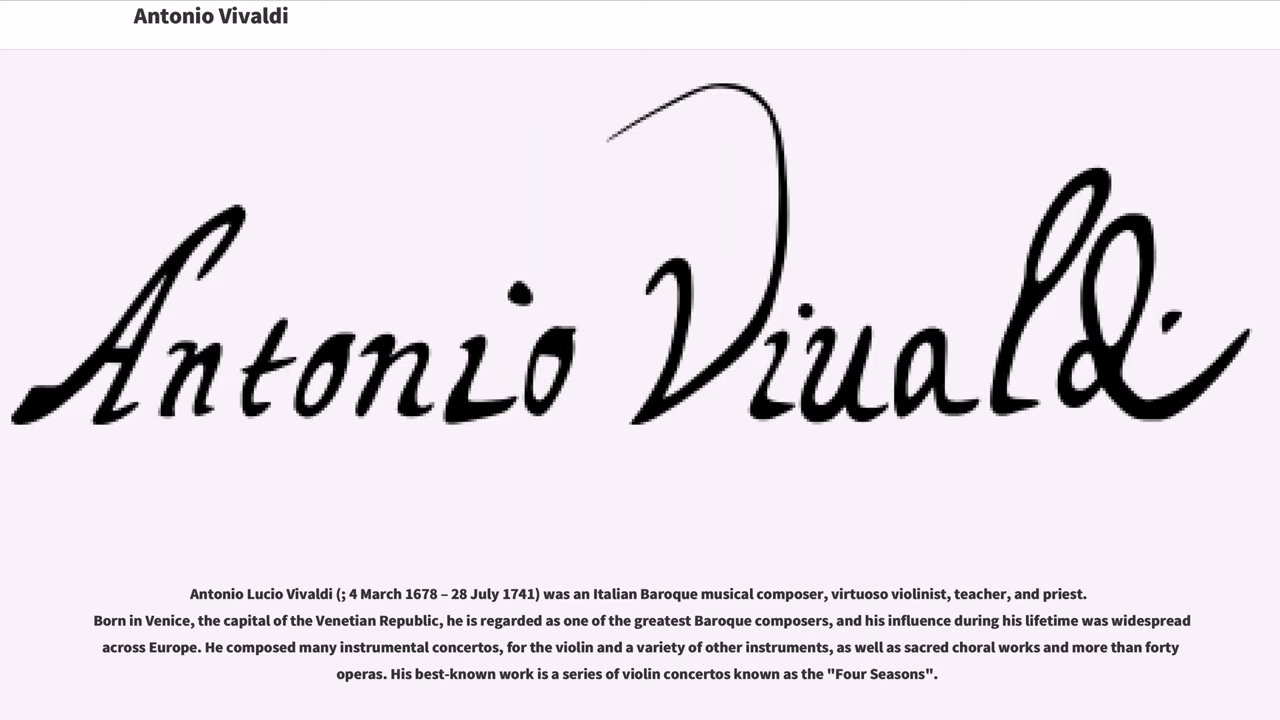 Antonio Vivaldi
Antonio Viualdi
Antonio Lucio Vivaldi (; 4 March 1678 – 28 July 1741) was an Italian Baroque musical composer, virtuoso violinist, teacher, and priest.
Born in Venice, the capital of the Venetian Republic, he is regarded as one of the greatest Baroque composers, and his influence during his lifetime was widespread
across Europe. He composed many instrumental concertos, for the violin and a variety of other instruments, as well as sacred choral works and more than forty
operas. His best-known work is a series of violin concertos known as the "Four Seasons".